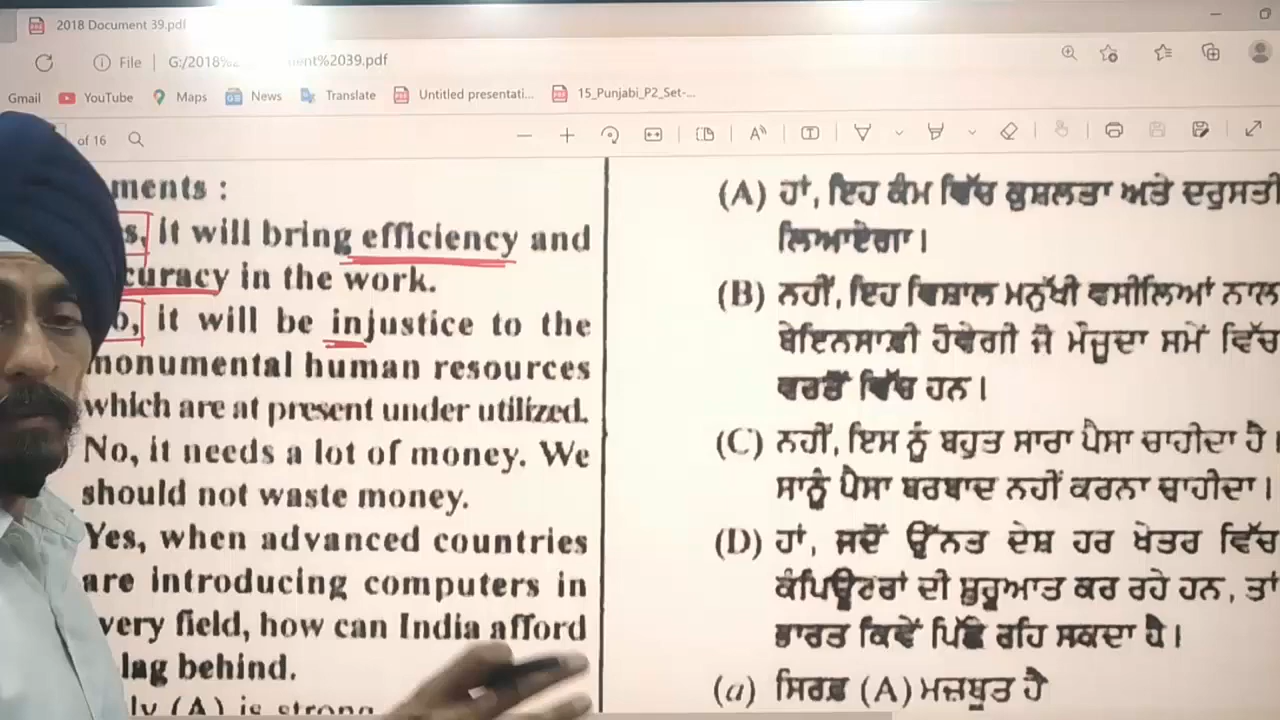 2018 Document 39.pdf
File G:/2018% ent%2039.pdf
Gmail YouTube Maps News Translate Untitled presentati... 15_Punjabi_P2_Set-...
of 16
ments :
s, it will bring efficiency and
curacy in the work.
o, it will be injustice to the
monumental human resources
which are at present under utilized.
No, it needs a lot of money. We
should not waste money.
Yes, when advanced countries
are introducing computers in
very field, how can India afford
lag behind.
ly (A) is strong
(A) ਹਾਂ, ਇਹ ਕੰਮ ਵਿੱਚ ਕੁਸ਼ਲਤਾ ਅਤੇ ਦਰੁਸਤੀ
ਲਿਆਏਗਾ।
(B) ਨਹੀਂ, ਇਹ ਵਿਸ਼ਾਲ ਮਨੁੱਖੀ ਵਸੀਲਿਆਂ ਨਾਲ
ਬੇਇਨਸਾਫ਼ੀ ਹੋਵੇਗੀ ਜੋ ਮੌਜੂਦਾ ਸਮੇਂ ਵਿੱਚ
ਵਰਤੋਂ ਵਿੱਚ ਹਨ।
(C) ਨਹੀਂ, ਇਸ ਨੂੰ ਬਹੁਤ ਸਾਰਾ ਪੈਸਾ ਚਾਹੀਦਾ ਹੈ।
ਸਾਨੂੰ ਪੈਸਾ ਬਰਬਾਦ ਨਹੀਂ ਕਰਨਾ ਚਾਹੀਦਾ।
(D) ਹਾਂ, ਜਦੋਂ ਉੱਨਤ ਦੇਸ਼ ਹਰ ਖੇਤਰ ਵਿੱਚ
ਕੰਪਿਊਟਰਾਂ ਦੀ ਸ਼ੁਰੂਆਤ ਕਰ ਰਹੇ ਹਨ, ਤਾਂ
ਭਾਰਤ ਕਿਵੇਂ ਪਿੱਛੇ ਰਹਿ ਸਕਦਾ ਹੈ।
(a) ਸਿਰਫ਼ (A) ਮਜ਼ਬੂਤ ਹੈ